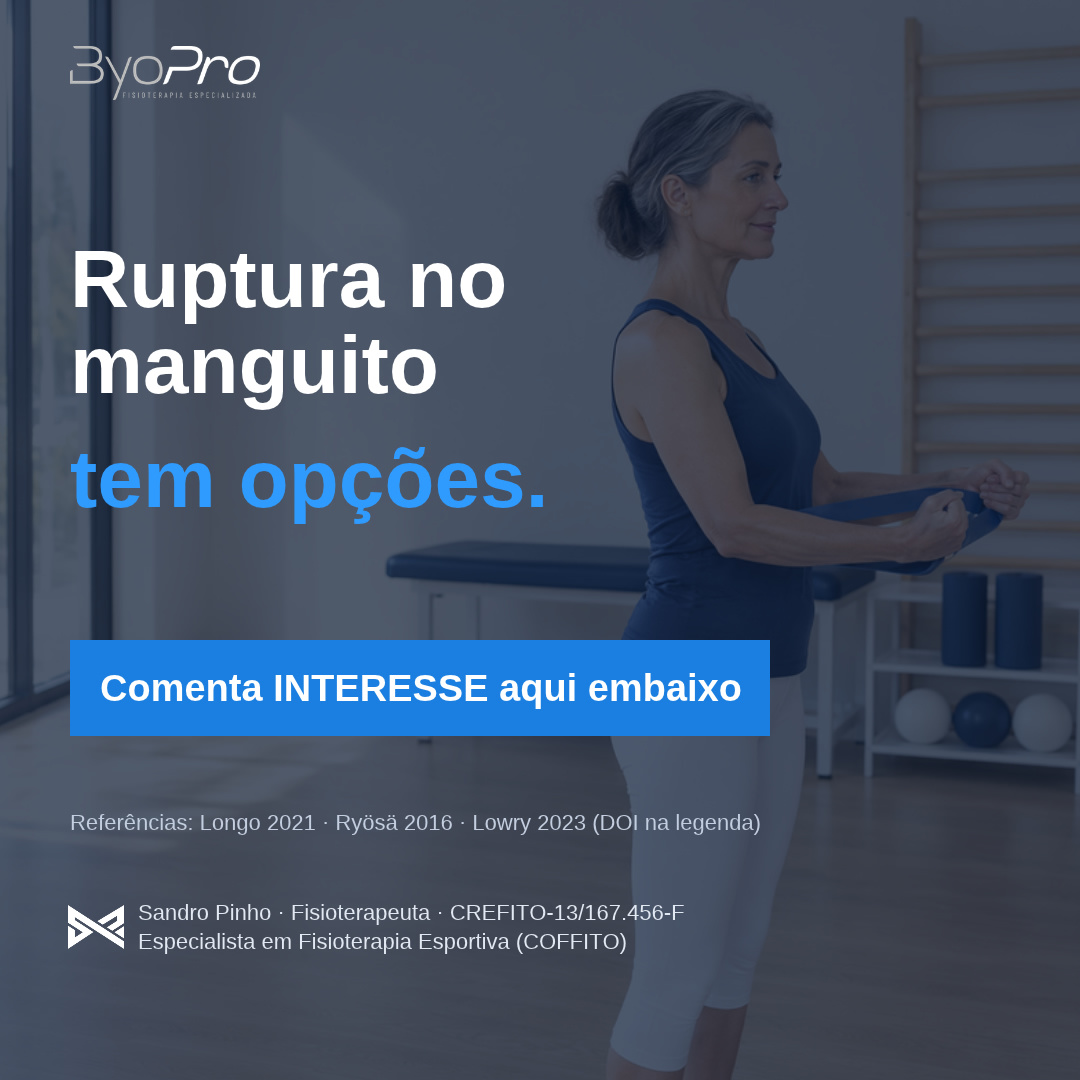 ByoPro
FISIOTERAPIA ESPECIALIZADA
Ruptura no
manguito
tem opções.
Comenta INTERESSE aqui embaixo
Referências: Longo 2021 · Ryösä 2016 · Lowry 2023 (DOI na legenda)
Sandro Pinho · Fisioterapeuta · CREFITO-13/167.456-F
Especialista em Fisioterapia Esportiva (COFFITO)